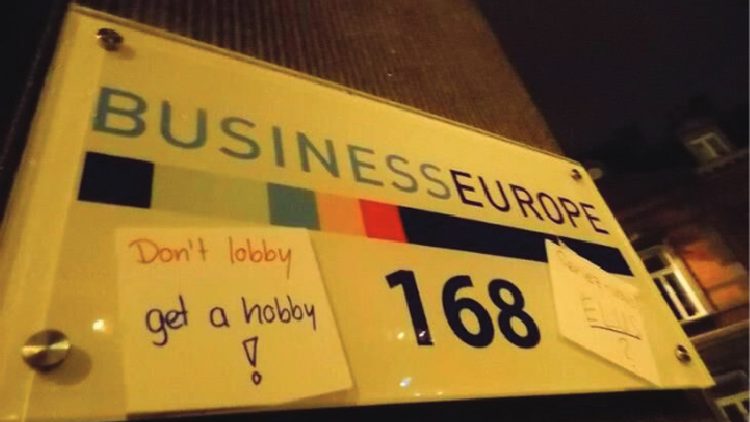 BUSINESSEUROPE
Don't lobby
get a hobby
!
168
?